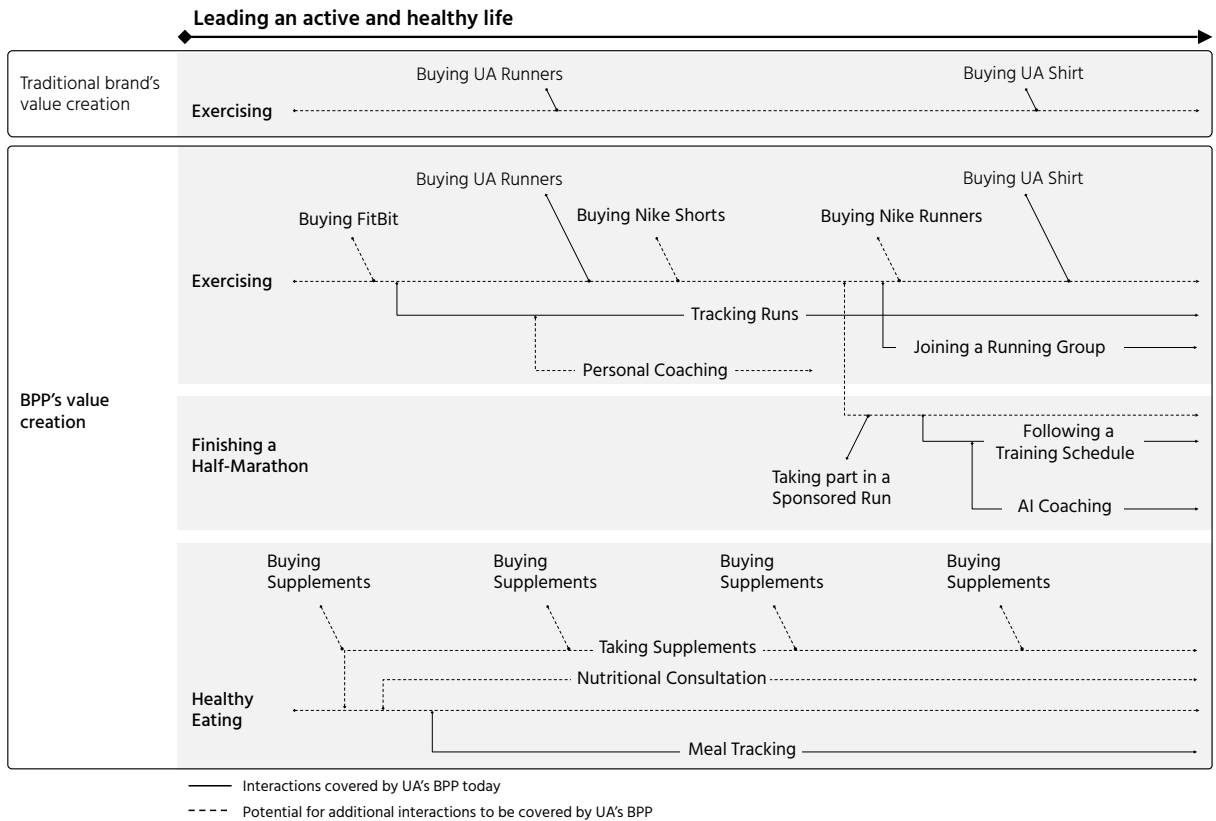 Leading an active and healthy life
Traditional brand's
value creation
Buying UA Runners
Buying UA Shirt
Exercising
BPP's value
creation
Buying UA Runners
Buying UA Shirt
Buying FitBit
Buying Nike Shorts
Buying Nike Runners
Exercising
Tracking Runs
Joining a Running Group
Personal Coaching
Finishing a
Half-Marathon
Taking part in a
Sponsored Run
Following a
Training Schedule
AI Coaching
Buying
Supplements
Buying
Supplements
Buying
Supplements
Buying
Supplements
Taking Supplements
Nutritional Consultation
Healthy
Eating
Meal Tracking
Interactions covered by UA's BPP today
Potential for additional interactions to be covered by UA's BPP